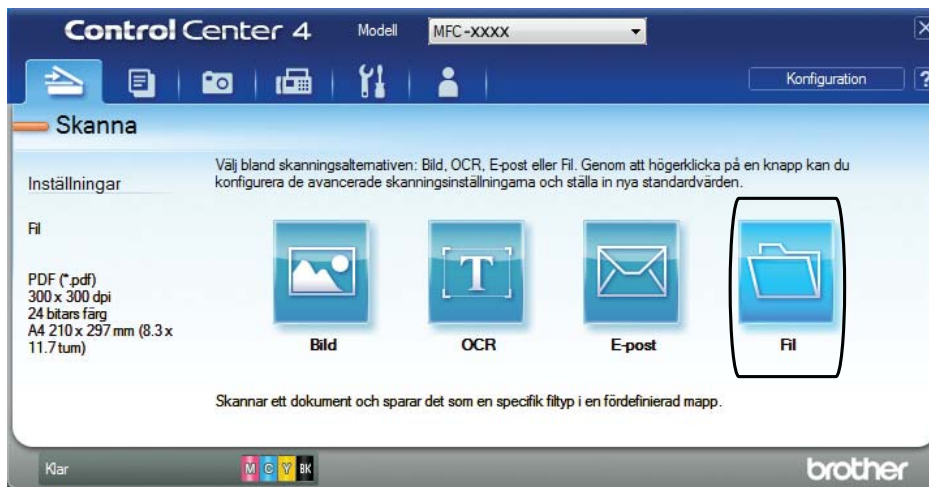 Control Center 4
Modell
MFC-XXXX
Konfiguration
?
Skanna
Inställningar
Fil
PDF (*.pdf)
300 x 300 dpi
24 bitars färg
A4 210 x 297 mm (8.3 x
11.7 tum)
Välj bland skanningsalternativen: Bild, OCR, E-post eller Fil. Genom att högerklicka på en knapp kan du
konfigurera de avancerade skanningsinställningarna och ställa in nya standardvärden.
T
Bild
OCR
E-post
Fil
Skannar ett dokument och sparar det som en specifik filtyp i en fördefinierad mapp.
Klar
M C Y BK
brother